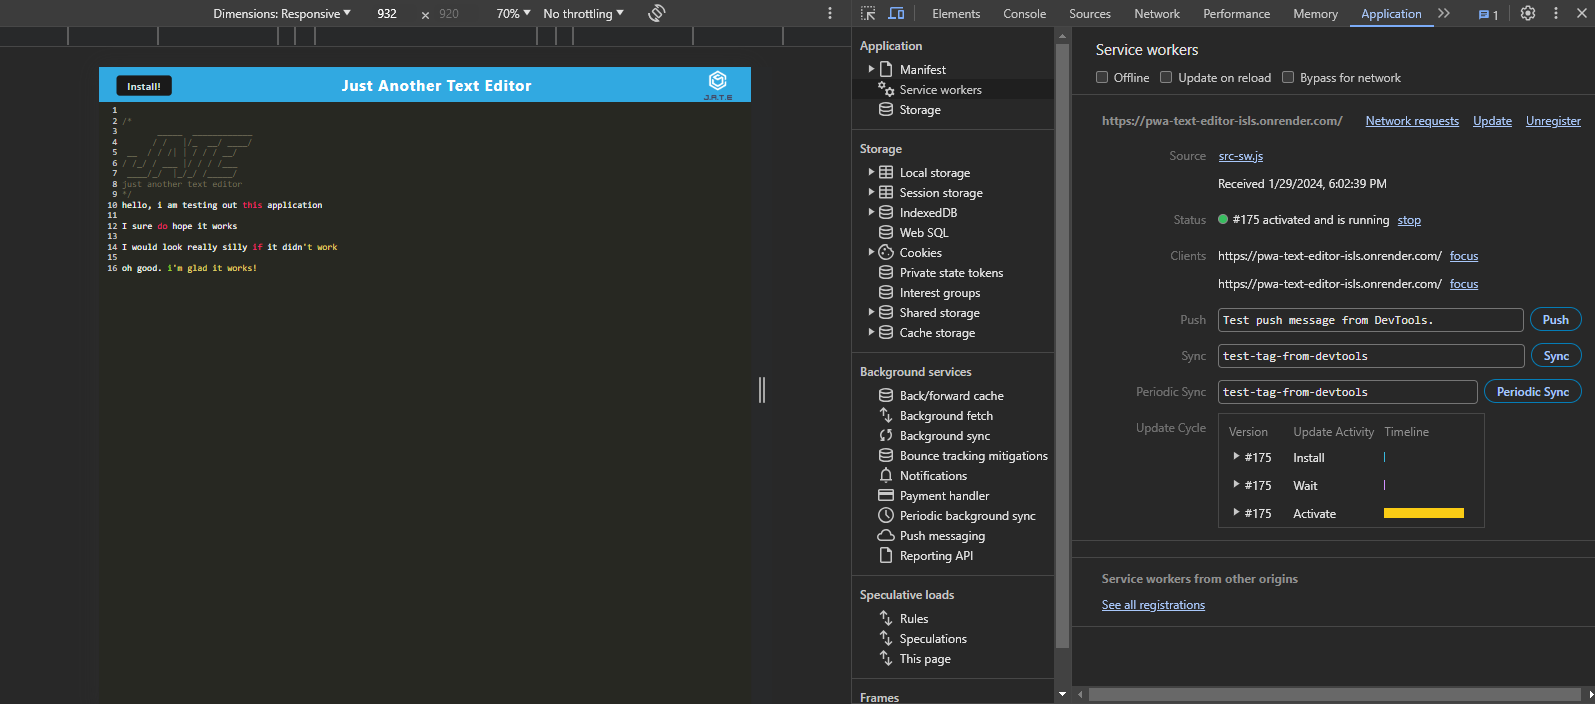 Dimensions: Responsive 932 × 920 70% No throttling
Install! Just Another Text Editor J.A.T.E
1
2 /*
3 _____ ____________
4 / / |/_ __/ ____/
5 __ / / /| | / / / __/
6 / /_/ / ___ |/ / / /___
7 ____/_/ |_/_/ /_____/
8 just another text editor
9 */
10 hello, i am testing out this application
11
12 I sure do hope it works
13
14 I would look really silly if it didn't work
15
16 oh good. i'm glad it works!
Elements Console Sources Network Performance Memory Application 1
Application
Manifest
Service workers
Storage
Storage
Local storage
Session storage
IndexedDB
Web SQL
Cookies
Private state tokens
Interest groups
Shared storage
Cache storage
Background services
Back/forward cache
Background fetch
Background sync
Bounce tracking mitigations
Notifications
Payment handler
Periodic background sync
Push messaging
Reporting API
Speculative loads
Rules
Speculations
This page
Frames
Service workers
Offline Update on reload Bypass for network
https://pwa-text-editor-isls.onrender.com/ Network requests Update Unregister
Source src-sw.js
Received 1/29/2024, 6:02:39 PM
Status #175 activated and is running stop
Clients https://pwa-text-editor-isls.onrender.com/ focus
https://pwa-text-editor-isls.onrender.com/ focus
Push Test push message from DevTools. Push
Sync test-tag-from-devtools Sync
Periodic Sync test-tag-from-devtools Periodic Sync
Update Cycle Version Update Activity Timeline
#175 Install
#175 Wait
#175 Activate
Service workers from other origins
See all registrations